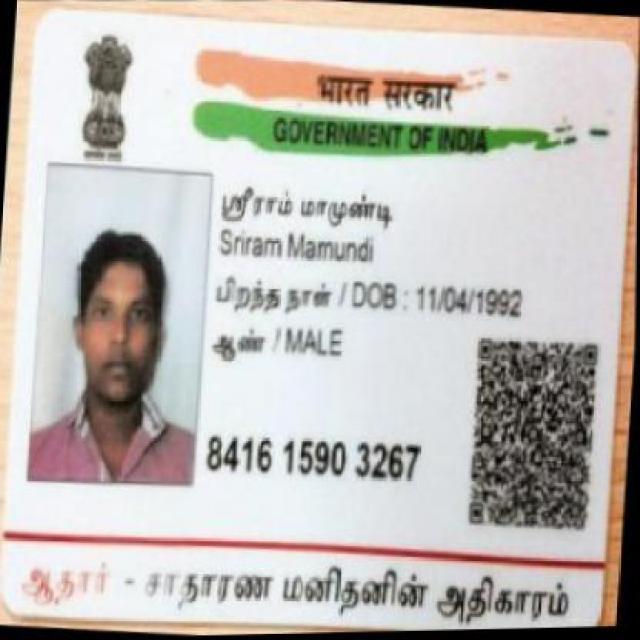 भारत सरकार
GOVERNMENT OF INDIA
ஸ்ரீராம் மாமுண்டி
Sriram Mamundi
பிறந்த நாள் / DOB : 11/04/1992
ஆண் / MALE
8416 1590 3267
ஆதார் - சாதாரண மனிதனின் அதிகாரம்